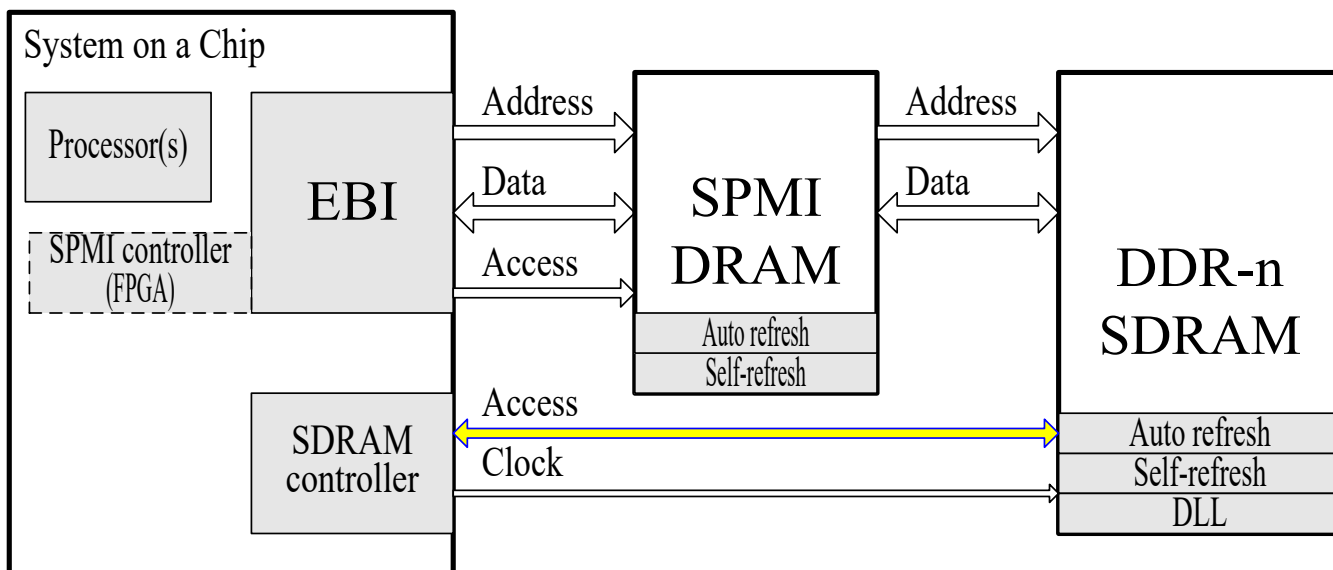 System on a Chip
Processor(s)
EBI
SPMI controller
(FPGA)
SDRAM
controller
Address
Data
Access
SPMI
DRAM
Auto refresh
Self-refresh
Address
Data
Access
Clock
DDR-n
SDRAM
Auto refresh
Self-refresh
DLL